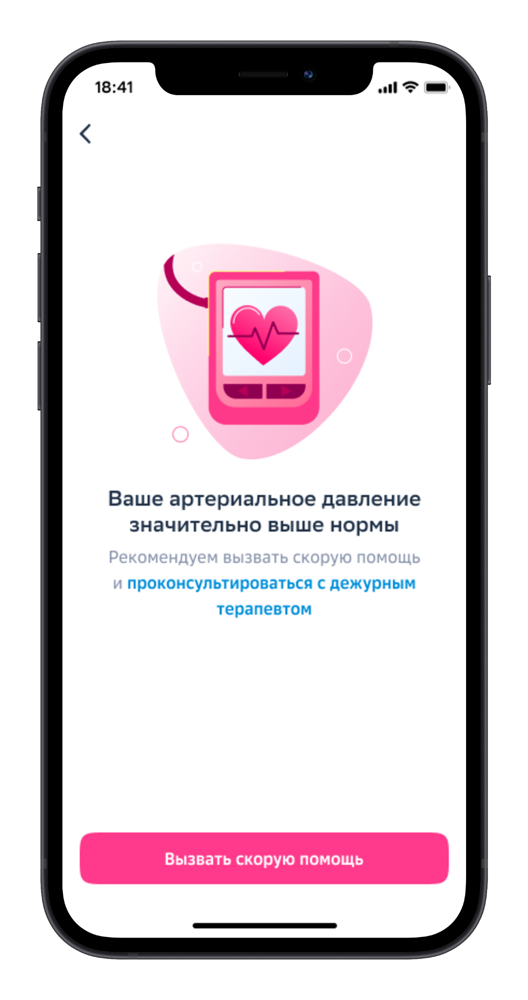 18:41
Ваше артериальное давление
значительно выше нормы
Рекомендуем вызвать скорую помощь
и проконсультироваться с дежурным
терапевтом
Вызвать скорую помощь